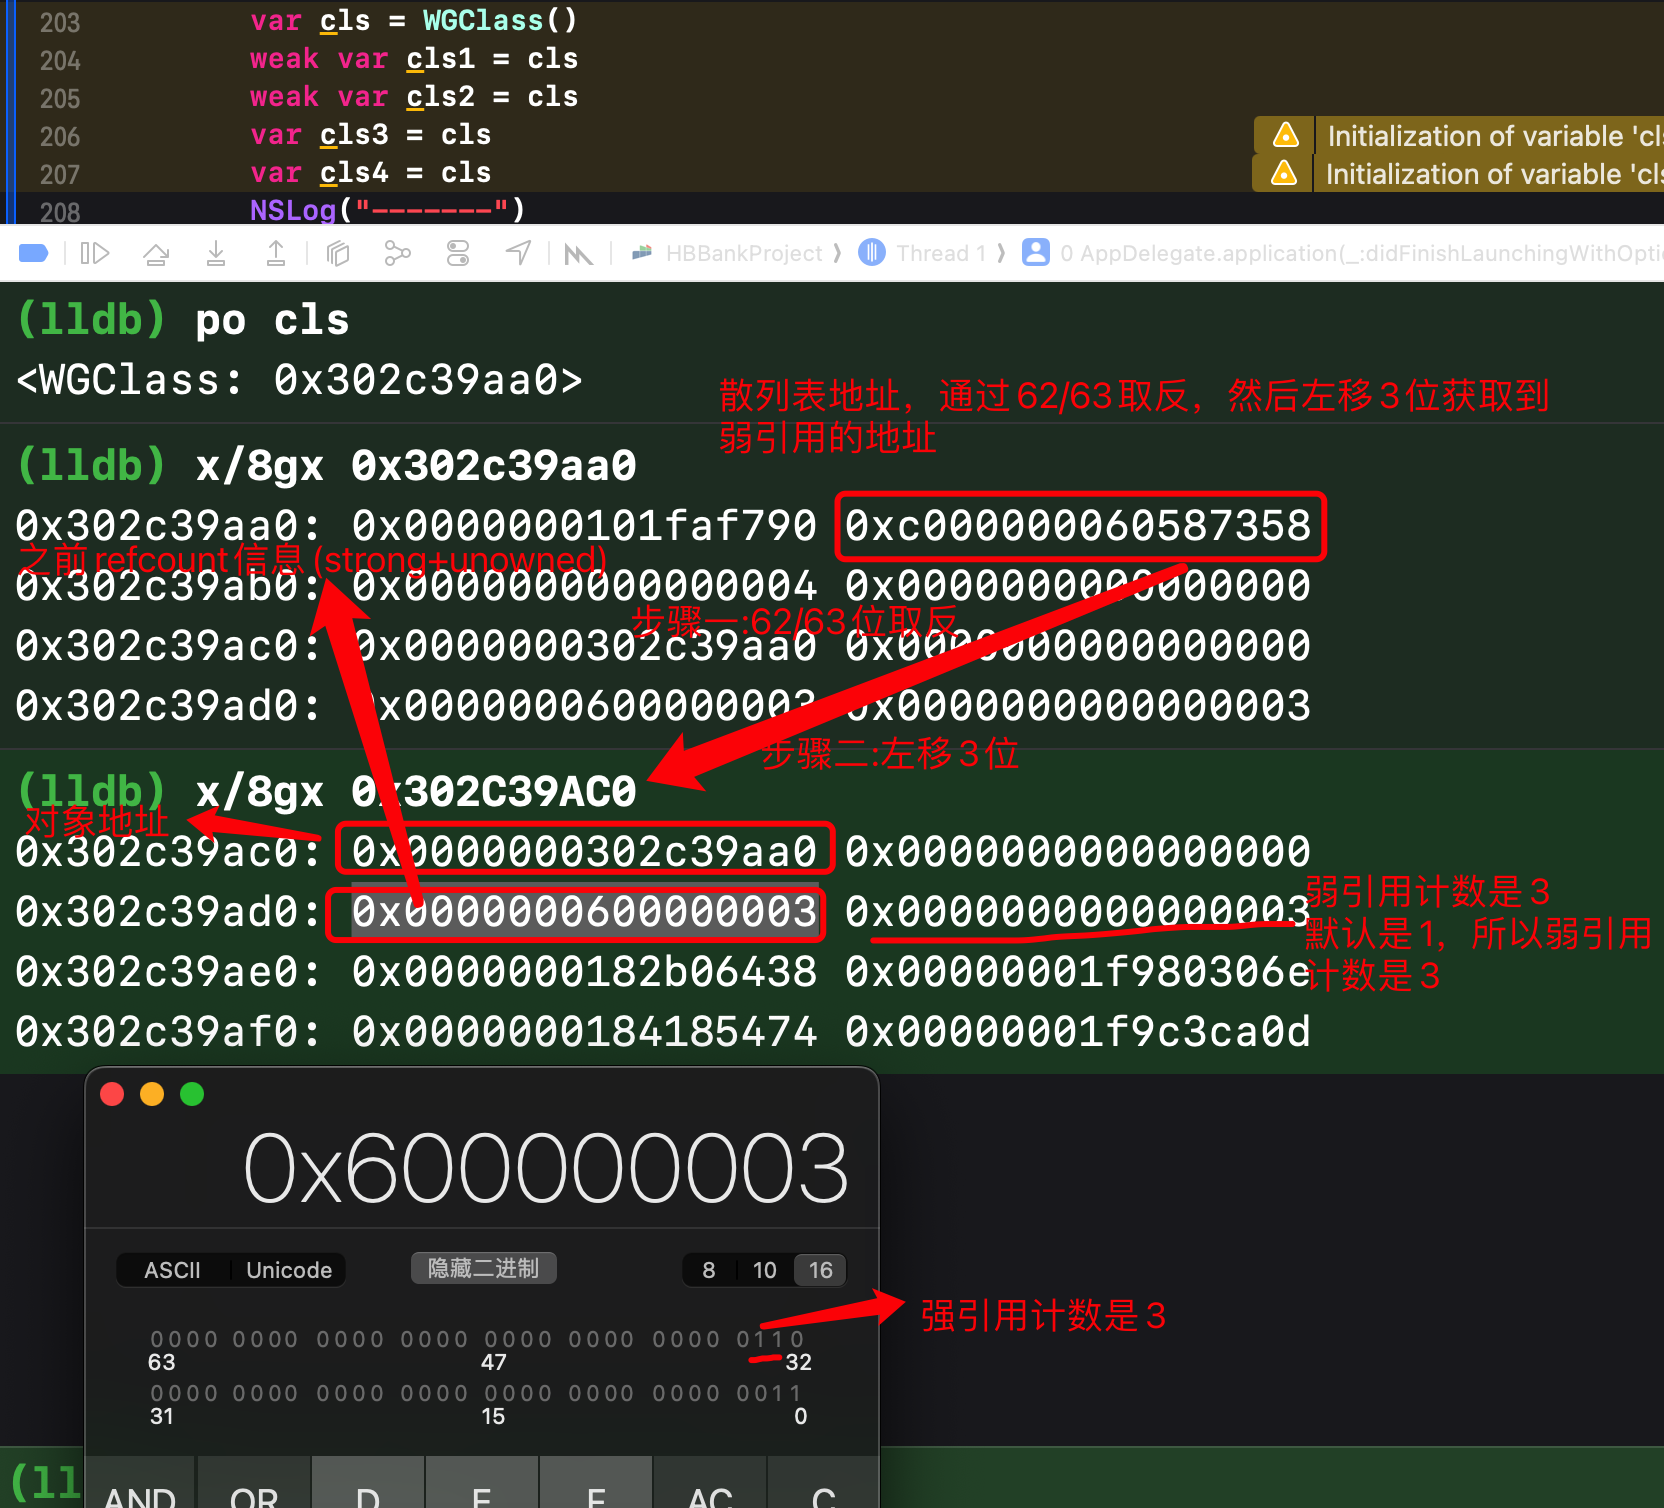 203 var cls = WGClass()
204 weak var cls1 = cls
205 weak var cls2 = cls
206 var cls3 = cls
Initialization of variable 'cls
207 var cls4 = cls
Initialization of variable 'cls
208 NSLog("-------")
HBBankProject ⟩ Thread 1 ⟩ 0 AppDelegate.application(_:didFinishLaunchingWithOptio
(lldb) po cls
<WGClass: 0x302c39aa0>
散列表地址，通过62/63取反，然后左移3位获取到
弱引用的地址
(lldb) x/8gx 0x302c39aa0
0x302c39aa0: 0x0000000101faf790 0xc000000060587358
之前refcount信息(strong+unowned)
0x302c39ab0: 0x0000000000000004 0x0000000000000000
步骤一:62/63位取反
0x302c39ac0: 0x0000000302c39aa0 0x0000000000000000
0x302c39ad0: 0x0000000600000003 0x0000000000000003
步骤二:左移3位
(lldb) x/8gx 0x302C39AC0
对象地址
0x302c39ac0: 0x0000000302c39aa0 0x0000000000000000
0x302c39ad0: 0x0000000600000003 0x0000000000000003
弱引用计数是3
默认是1，所以弱引用
计数是3
0x302c39ae0: 0x0000000182b06438 0x00000001f980306e
0x302c39af0: 0x0000000184185474 0x00000001f9c3ca0d
0x600000003
ASCII Unicode 隐藏二进制 8 10 16
强引用计数是3
0000 0000 0000 0000 0000 0000 0000 0110
63 47 32
0000 0000 0000 0000 0000 0000 0000 0011
31 15 0
(ll
AND OR D E F AC C